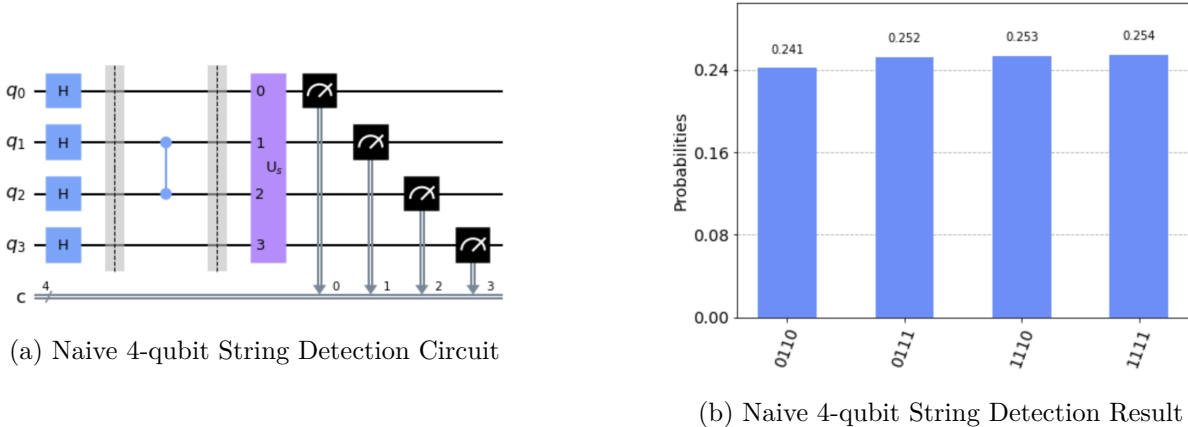 q0 H 0
q1 H 1
Us
q2 H 2
q3 H 3
c 4 0 1 2 3
(a) Naive 4-qubit String Detection Circuit
Probabilities
0.24
0.16
0.08
0.00
0.241 0.252 0.253 0.254
0110 0111 1110 1111
(b) Naive 4-qubit String Detection Result